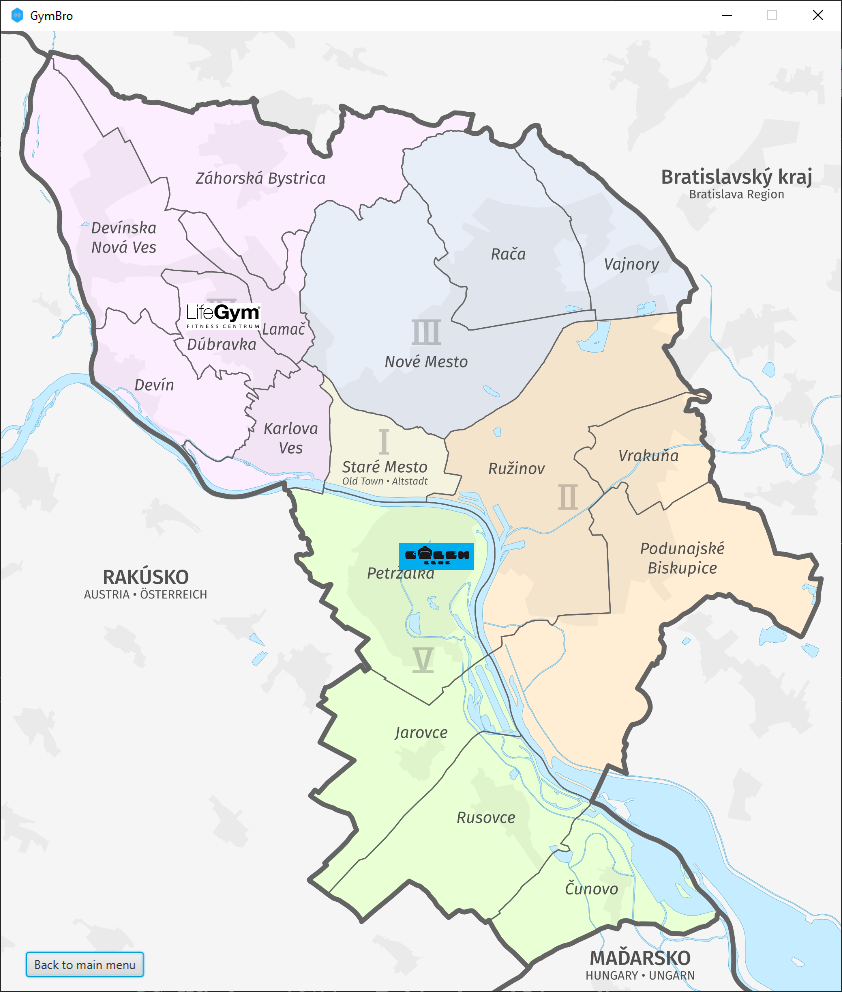 GymBro
Bratislavský kraj
Bratislava Region
Záhorská Bystrica
Devínska
Nová Ves
Rača
Vajnory
LifeGym
FITNESS CENTRUM
Lamač
Dúbravka
III
Nové Mesto
Devín
Karlova
Ves
I
Staré Mesto
Old Town • Altstadt
Ružinov
Vrakuňa
II
Podunajské
Biskupice
GOLEM
CLUB
Petržalka
RAKÚSKO
AUSTRIA • ÖSTERREICH
V
Jarovce
Rusovce
Čunovo
MAĎARSKO
HUNGARY • UNGARN
Back to main menu